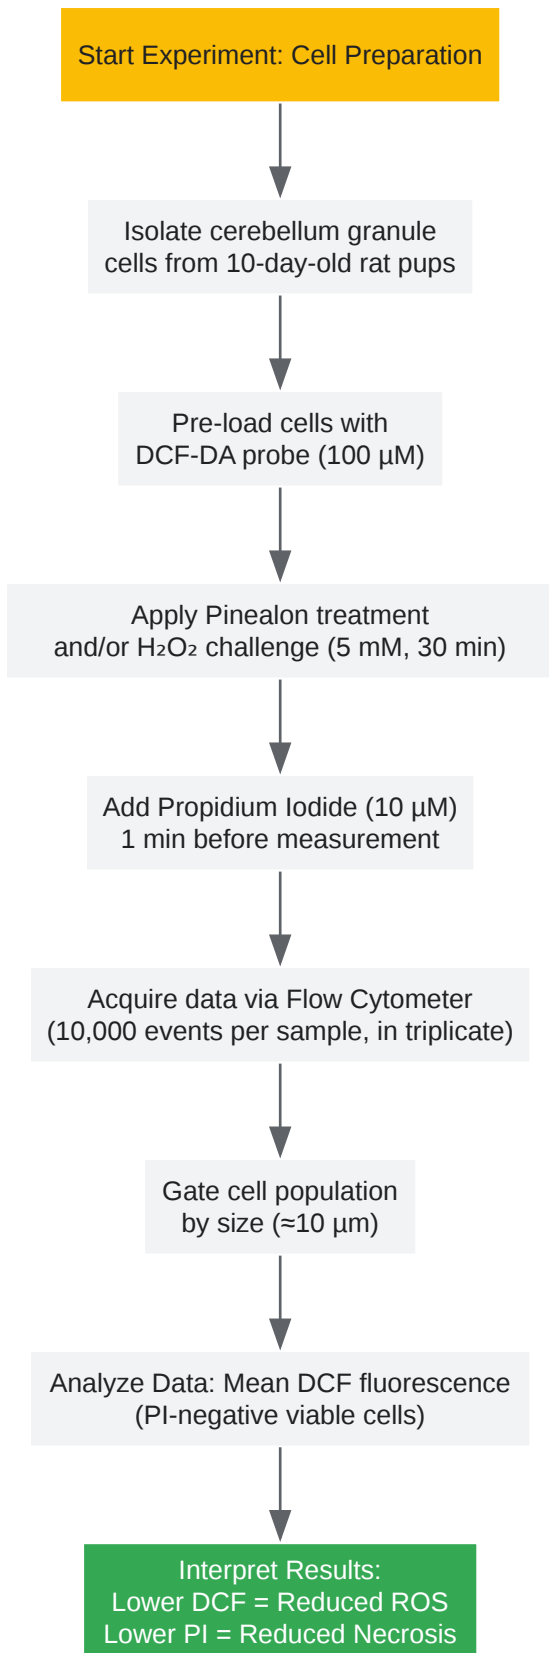 Start Experiment: Cell Preparation
Isolate cerebellum granule
cells from 10-day-old rat pups
Pre-load cells with
DCF-DA probe (100 µM)
Apply Pinealon treatment
and/or H₂O₂ challenge (5 mM, 30 min)
Add Propidium Iodide (10 µM)
1 min before measurement
Acquire data via Flow Cytometer
(10,000 events per sample, in triplicate)
Gate cell population
by size (≈10 µm)
Analyze Data: Mean DCF fluorescence
(PI-negative viable cells)
Interpret Results:
Lower DCF = Reduced ROS
Lower PI = Reduced Necrosis